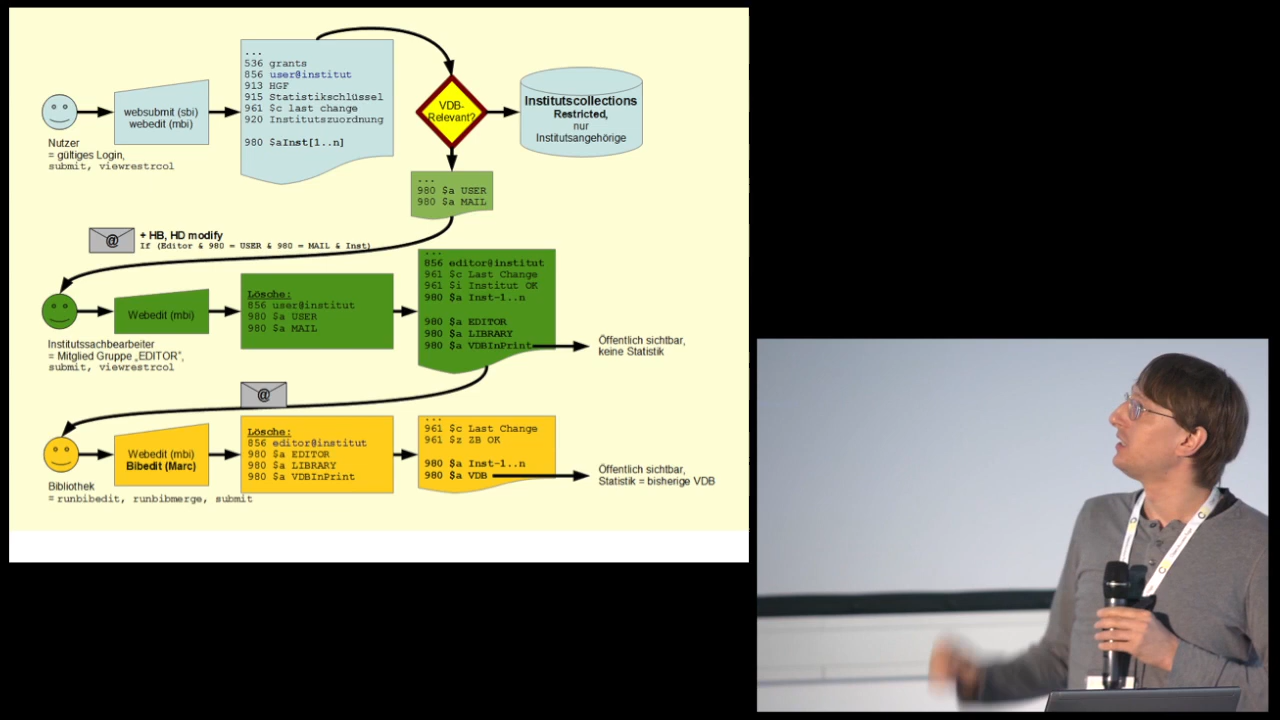 ...
536 grants
856 user@institut
913 HGF
915 Statistikschlüssel
961 $c last change
920 Institutszuordnung
980 $aInst[1..n]
websubmit (sbi)
webedit (mbi)
VDB-
Relevant?
Institutscollections
Restricted,
nur
Institutsangehörige
Nutzer
= gültiges Login,
submit, viewrestrcol
...
980 $a USER
980 $a MAIL
@
+ HB, HD modify
If (Editor & 980 = USER & 980 = MAIL & Inst)
Webedit (mbi)
Lösche:
856 user@institut
980 $a USER
980 $a MAIL
...
856 editor@institut
961 $c Last Change
961 $i Institut OK
980 $a Inst-1..n
980 $a EDITOR
980 $a LIBRARY
980 $a VDBInPrint
Öffentlich sichtbar,
keine Statistik
Institutssachbearbeiter
= Mitglied Gruppe „EDITOR",
submit, viewrestrcol
@
Webedit (mbi)
Bibedit (Marc)
Lösche:
856 editor@institut
980 $a EDITOR
980 $a LIBRARY
980 $a VDBInPrint
...
961 $c Last Change
961 $z ZB OK
980 $a Inst-1..n
980 $a VDB
Öffentlich sichtbar,
Statistik = bisherige VDB
Bibliothek
= runbibedit, runbibmerge, submit